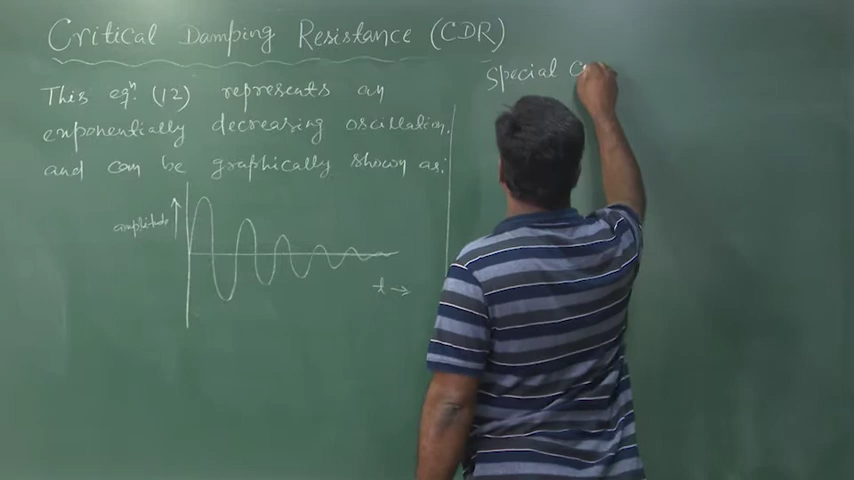 Critical Damping Resistance (CDR)
This eqⁿ. (12) represents an
exponentially decreasing oscillation.
and can be graphically shown as:
amplitude
t
Special